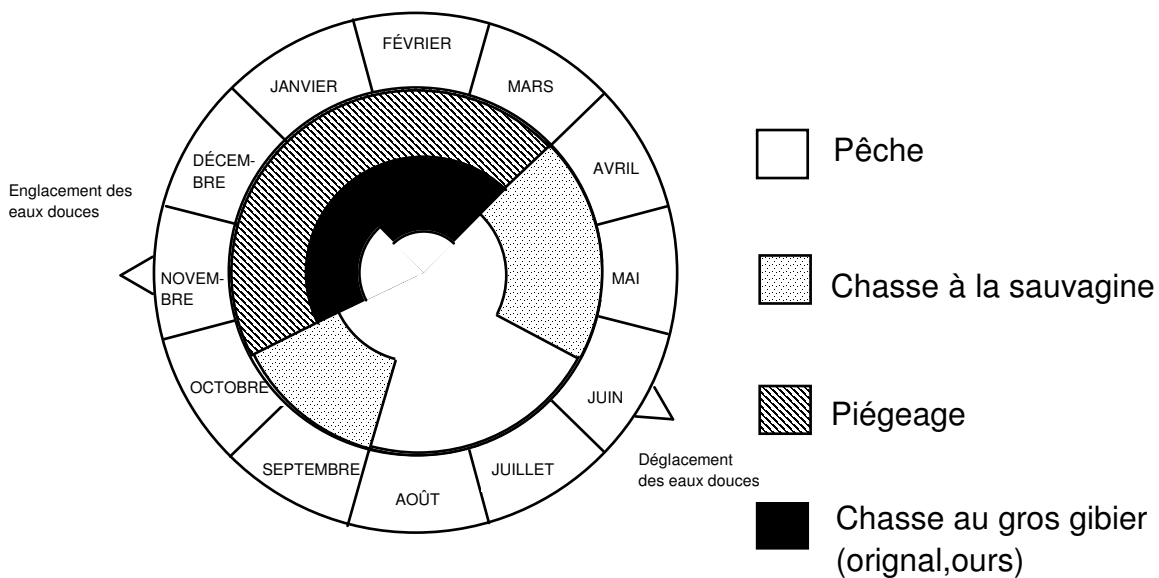 FÉVRIER
JANVIER
MARS
DÉCEM-
BRE
AVRIL
Englacement des
eaux douces
NOVEM-
BRE
MAI
OCTOBRE
JUIN
SEPTEMBRE
JUILLET
AOÛT
Déglacement
des eaux douces
Pêche
Chasse à la sauvagine
Piégeage
Chasse au gros gibier
(orignal,ours)